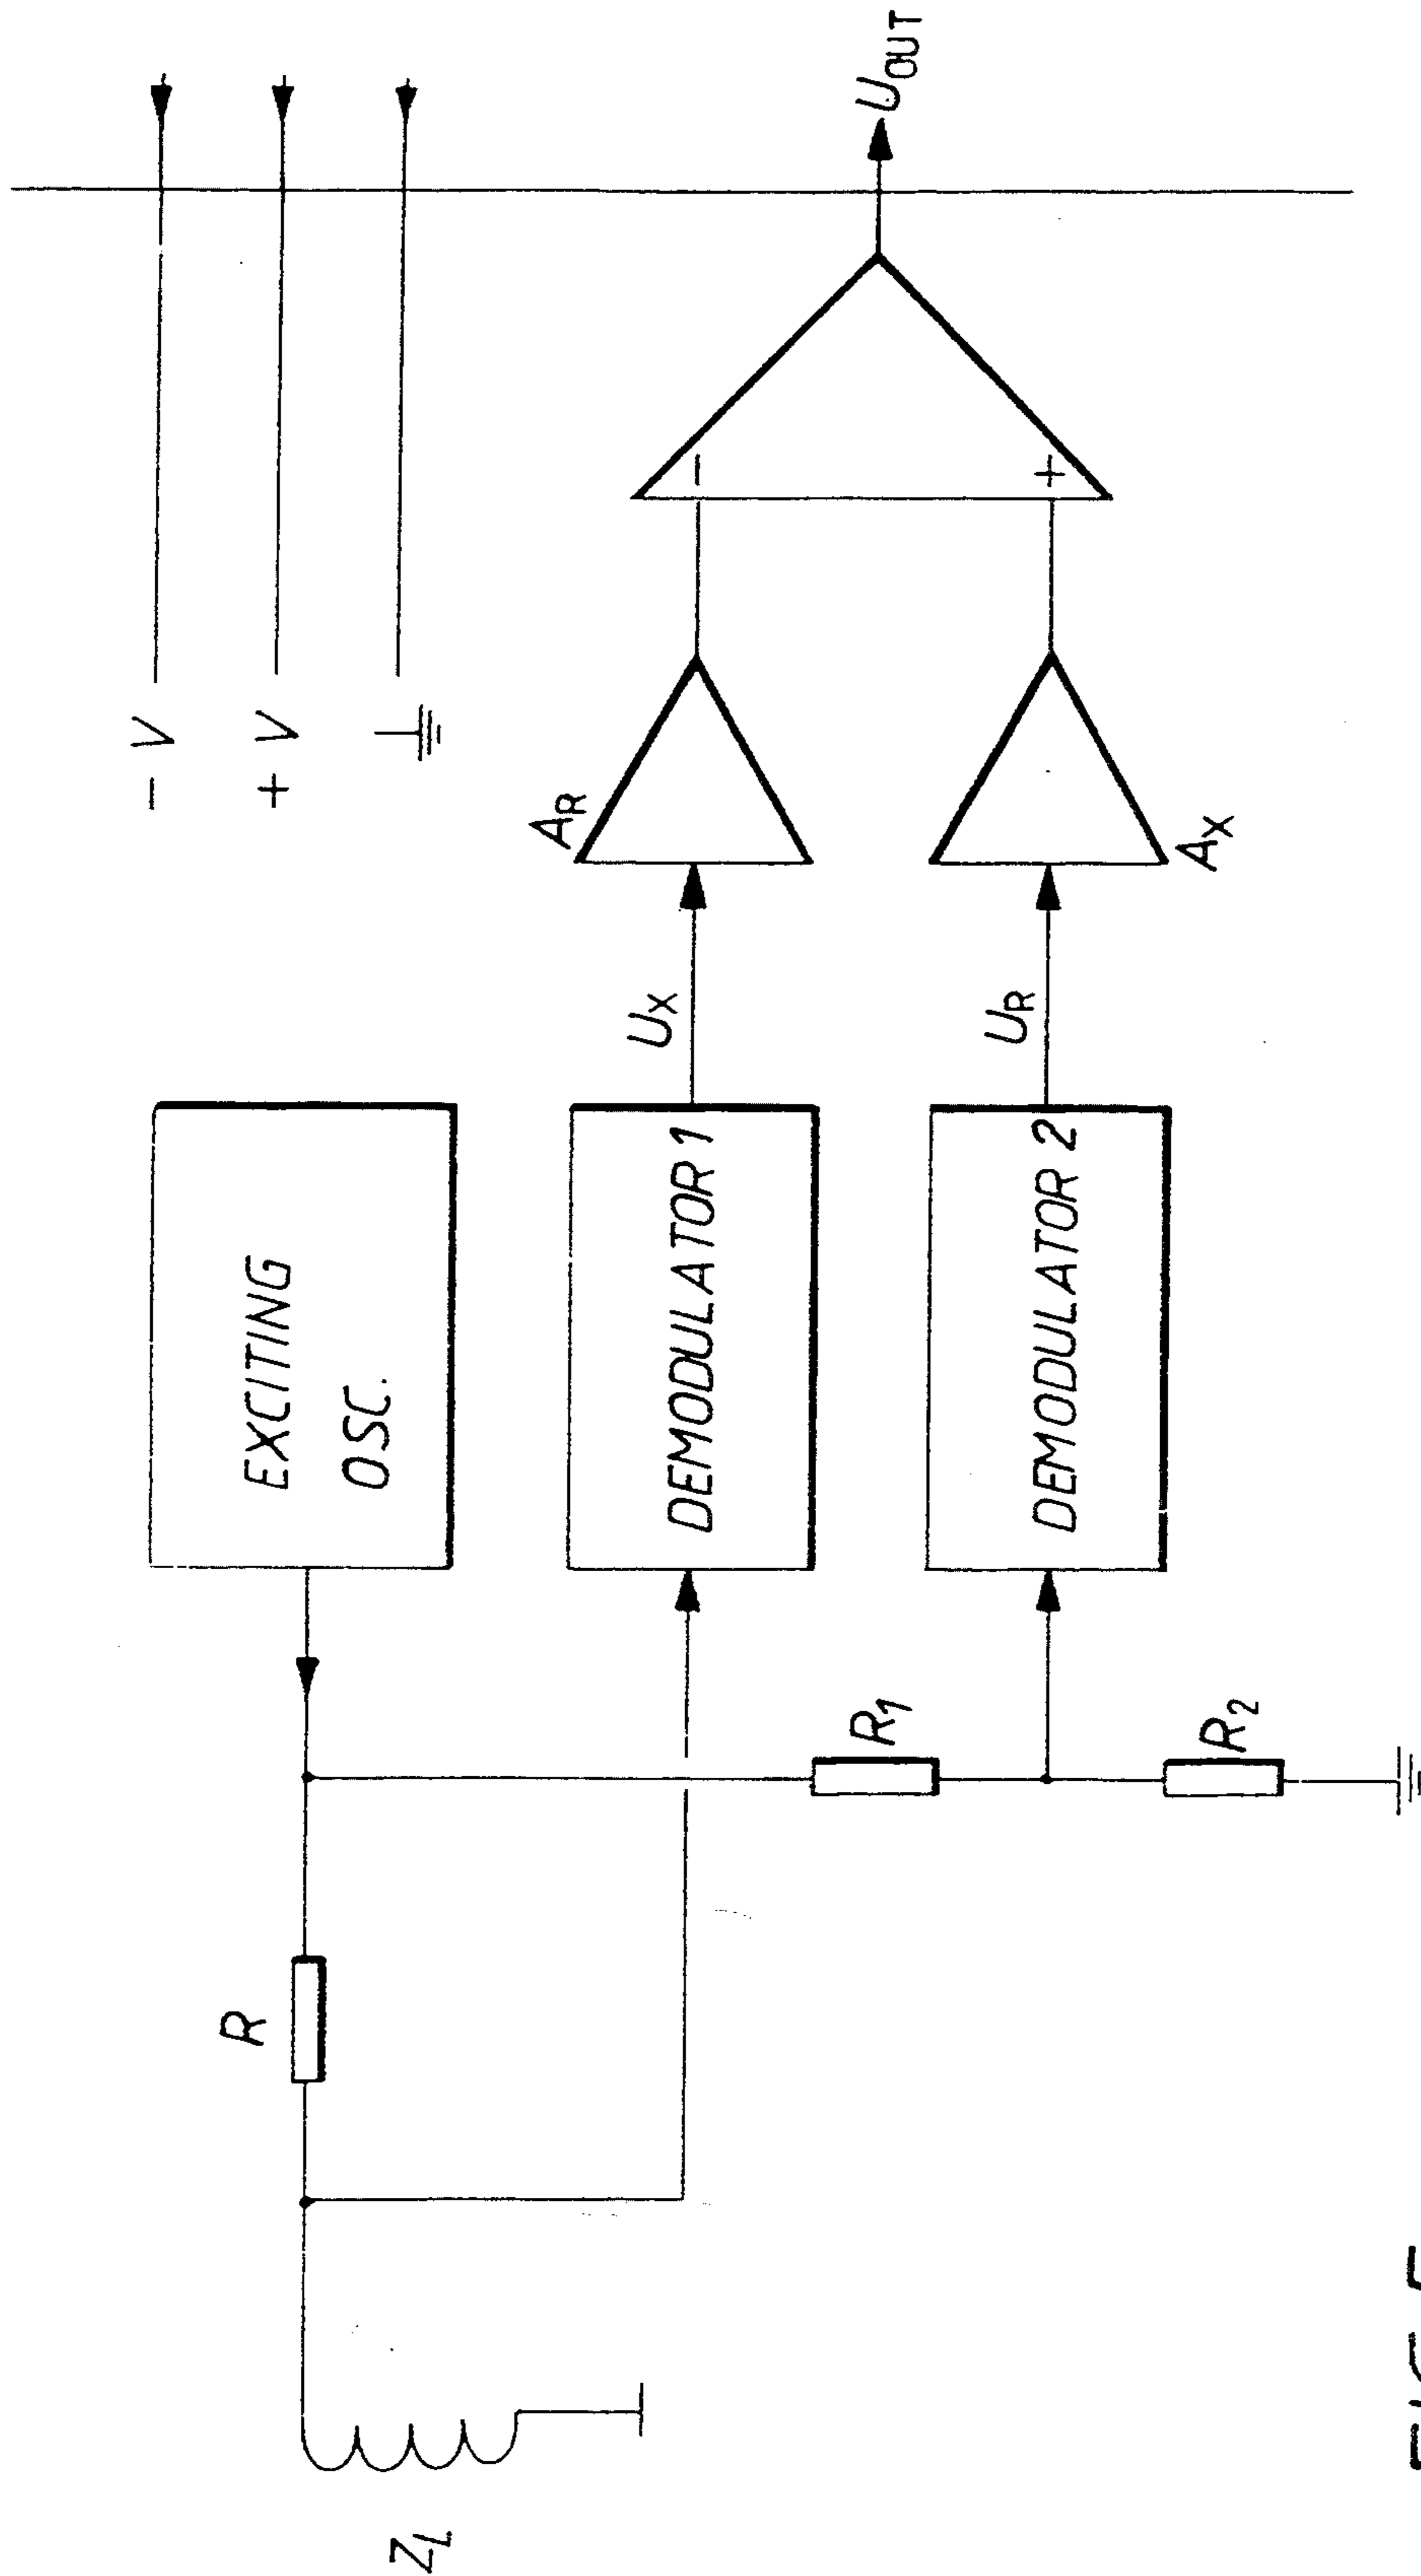 − V
R
EXCITING
OSC.
+ V
Z_L
A_R
U_X
DEMODULATOR 1
−
R_1
U_OUT
U_R
DEMODULATOR 2
+
A_X
R_2